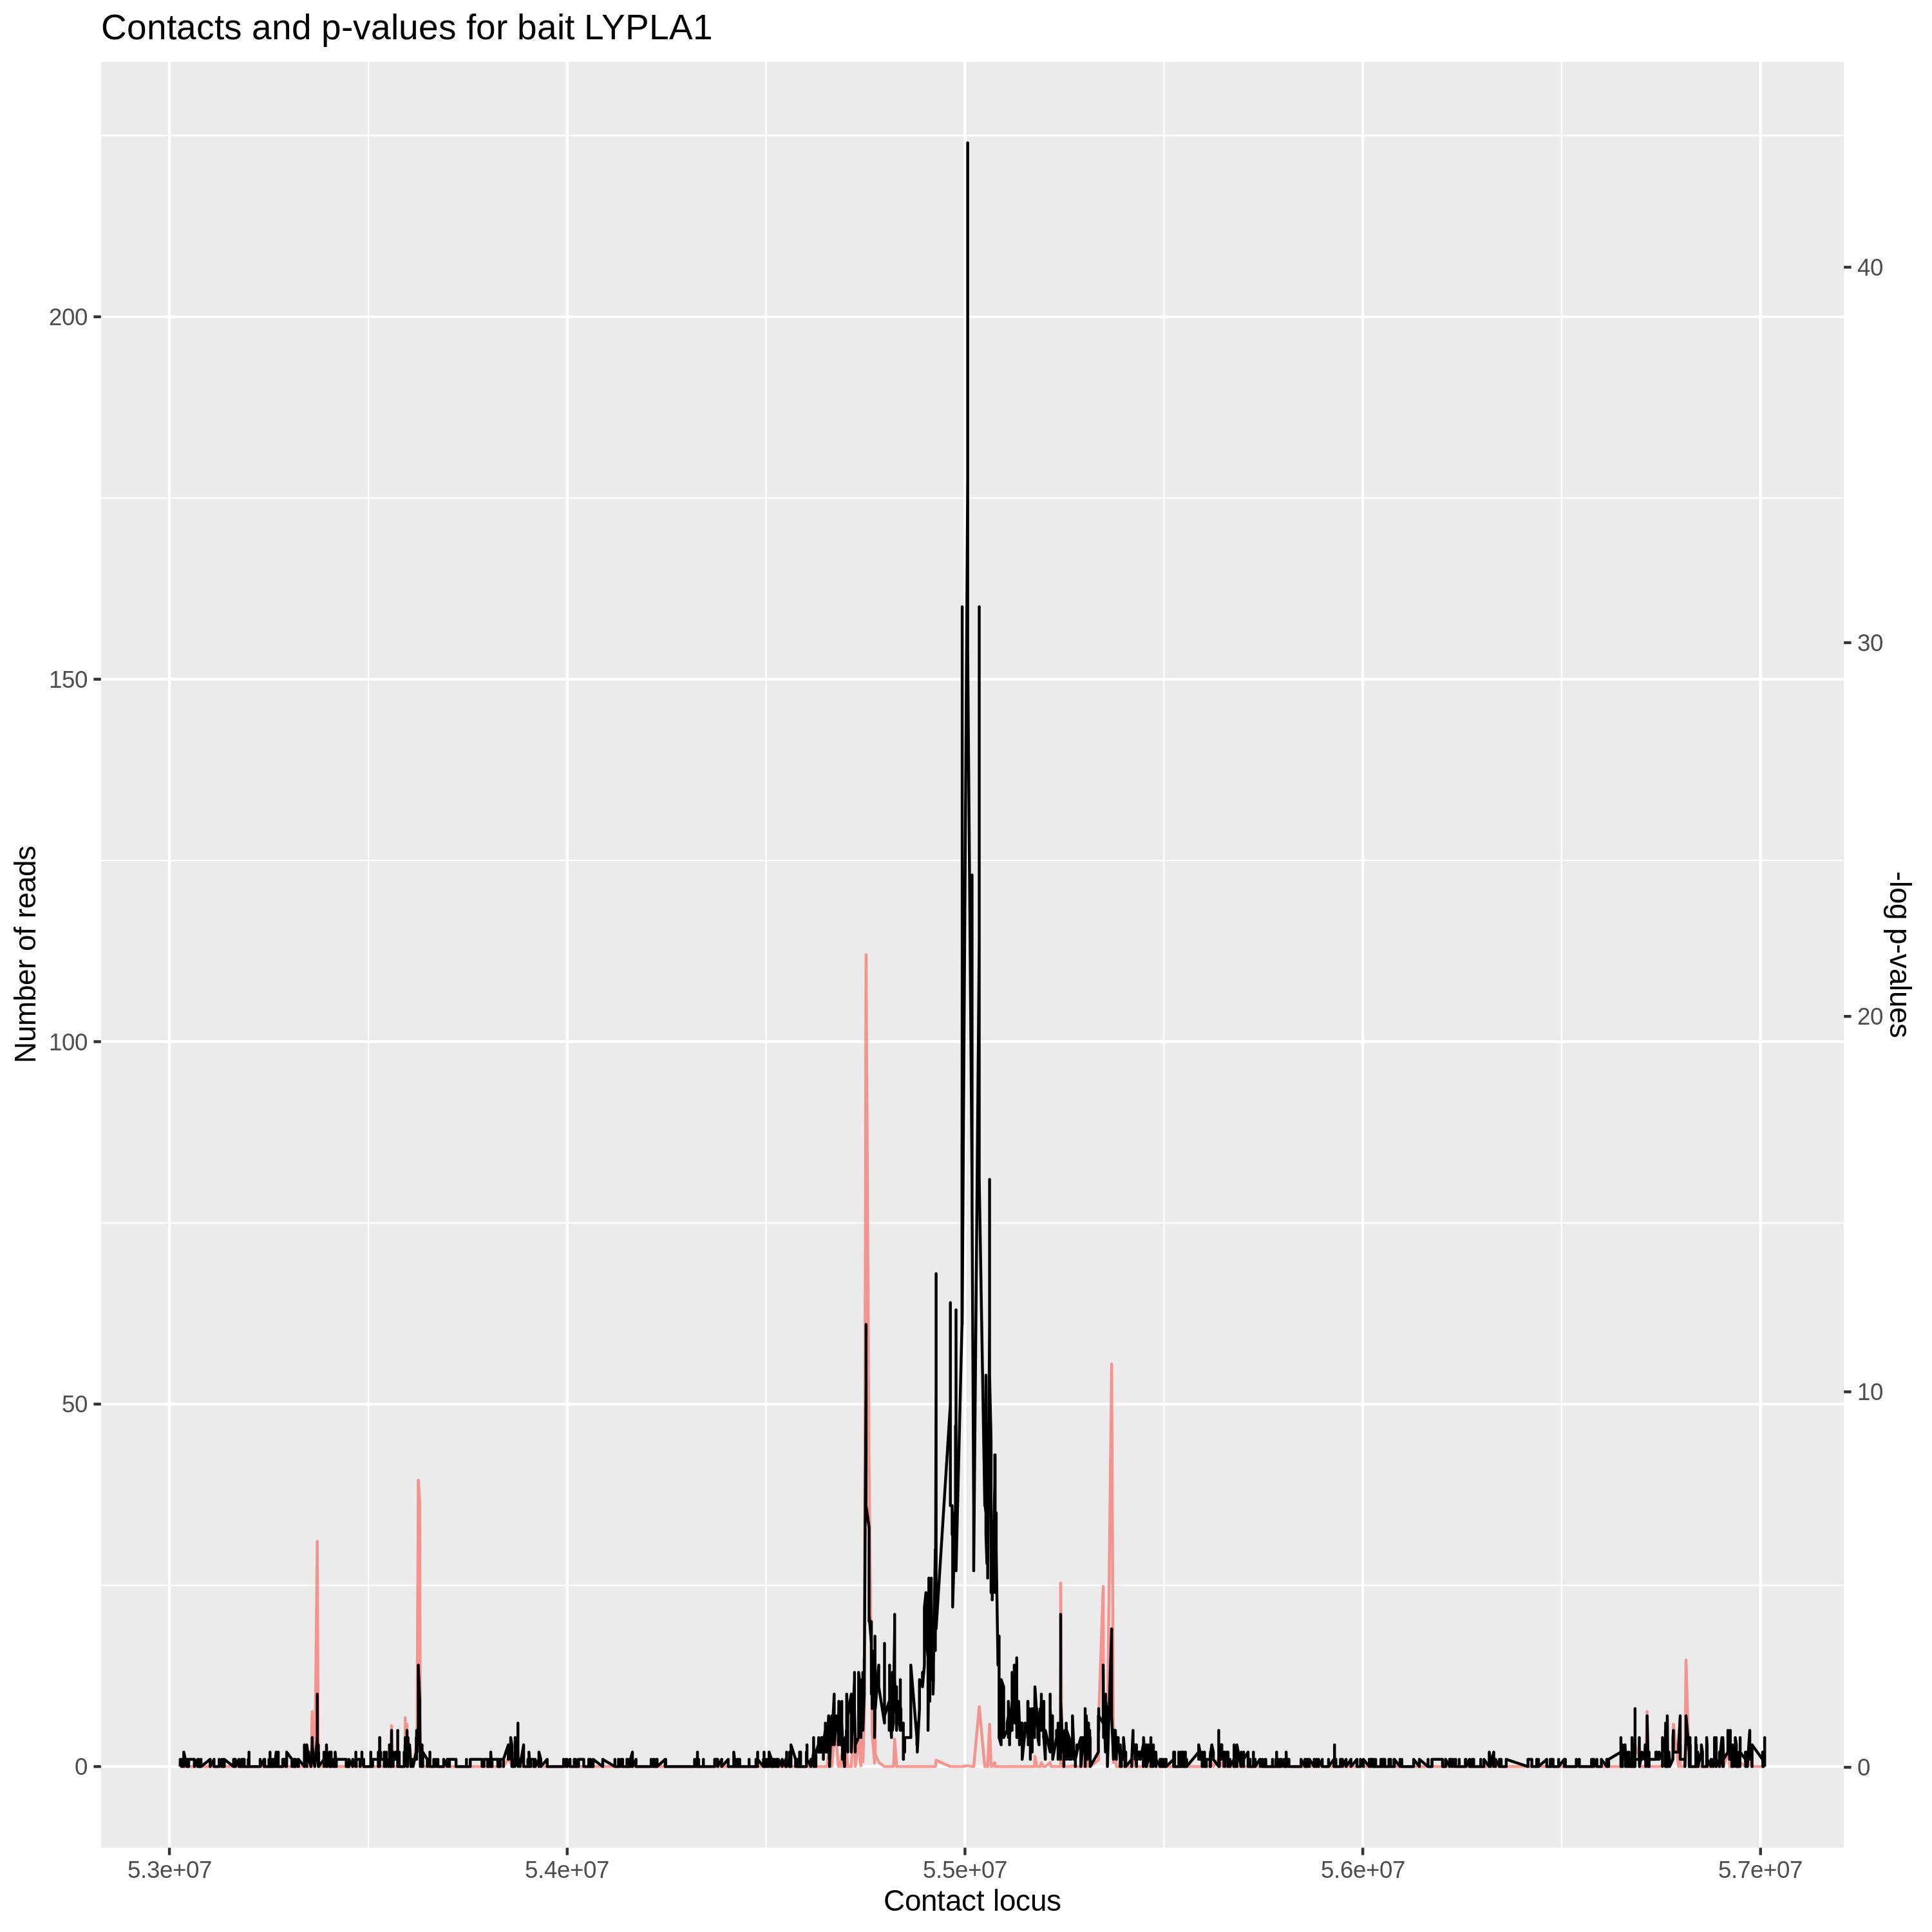 Contacts and p-values for bait LYPLA1
200
150
100
50
0
Number of reads
40
30
20
10
0
-log p-values
5.3e+07 5.4e+07 5.5e+07 5.6e+07 5.7e+07
Contact locus